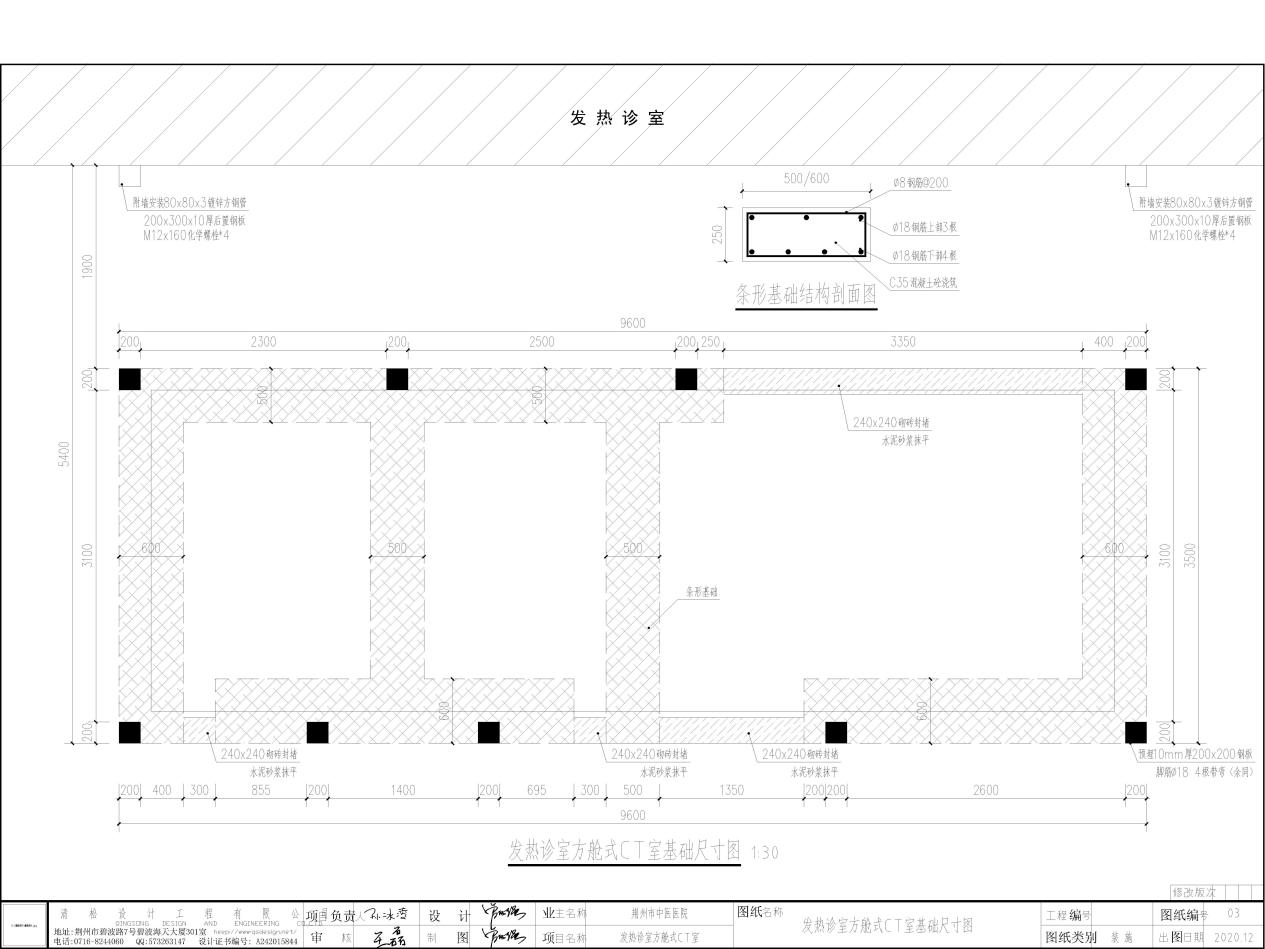 发热诊室
附墙安装80x80x3镀锌方钢管
200x300x10厚后置钢板
M12x160化学螺栓*4
附墙安装80x80x3镀锌方钢管
200x300x10厚后置钢板
M12x160化学螺栓*4
500/600
250
Ø8钢筋@200
Ø18钢筋上部3根
Ø18钢筋下部4根
C35混凝土砼浇筑
条形基础结构剖面图
9600
200 2300 200 2500 200 250 3350 400 200
1900
200
5400
3100
200
500
500
240x240砌砖封堵
水泥砂浆抹平
200
3100
3500
200
600 500 500 600
条形基础
600
600
240x240砌砖封堵
水泥砂浆抹平
240x240砌砖封堵
水泥砂浆抹平
240x240砌砖封堵
水泥砂浆抹平
预埋10mm厚200x200钢板
脚筋Ø18 4根带弯(余同)
200 400 300 855 200 1400 200 695 300 500 1350 200 200 2600 200
9600
发热诊室方舱式CT室基础尺寸图 1:30
修改版次
清松设计工程有限公司
QINGSONG DESIGN AND ENGINEERING CO.,LTD
地址:荆州市碧波路7号碧波海天大厦301室
电话:0716-8244060 QQ:573263147 设计证书编号: A242015844
项目负责人
审核
设计
制图
业主名称 荆州市中医医院
项目名称 发热诊室方舱式CT室
图纸名称 发热诊室方舱式CT室基础尺寸图
工程编号
图纸类别 装施
图纸编号 03
出图日期 2020.12